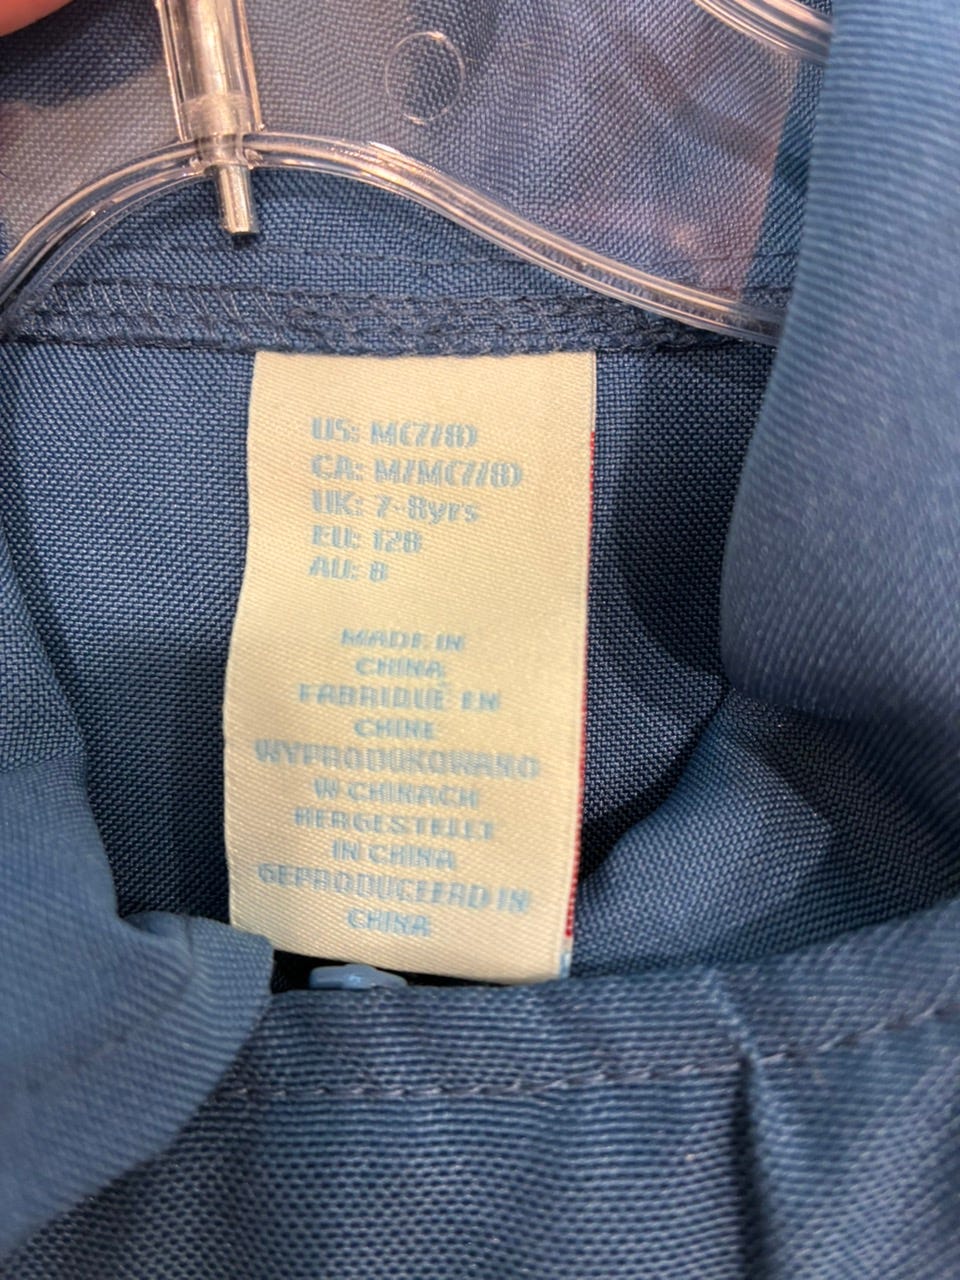 US: M(7/8)
CA: M/M(7/8)
UK: 7-8yrs
EU: 128
AU: 8
MADE IN
CHINA
FABRIQUÉ EN
CHINE
WYPRODUKOWANO
W CHINACH
HERGESTELLT
IN CHINA
GEPRODUCEERD IN
CHINA